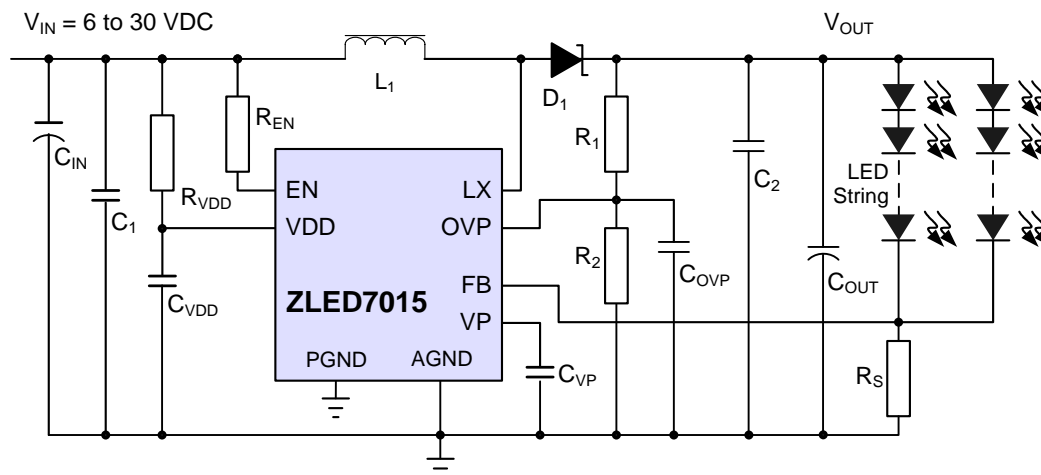 V_IN = 6 to 30 VDC
V_OUT
L_1
D_1
R_EN
R_1
C_IN
C_2
LED
String
EN
LX
R_VDD
C_1
VDD
OVP
R_2
C_OVP
C_OUT
C_VDD
ZLED7015
FB
VP
PGND
AGND
C_VP
R_S